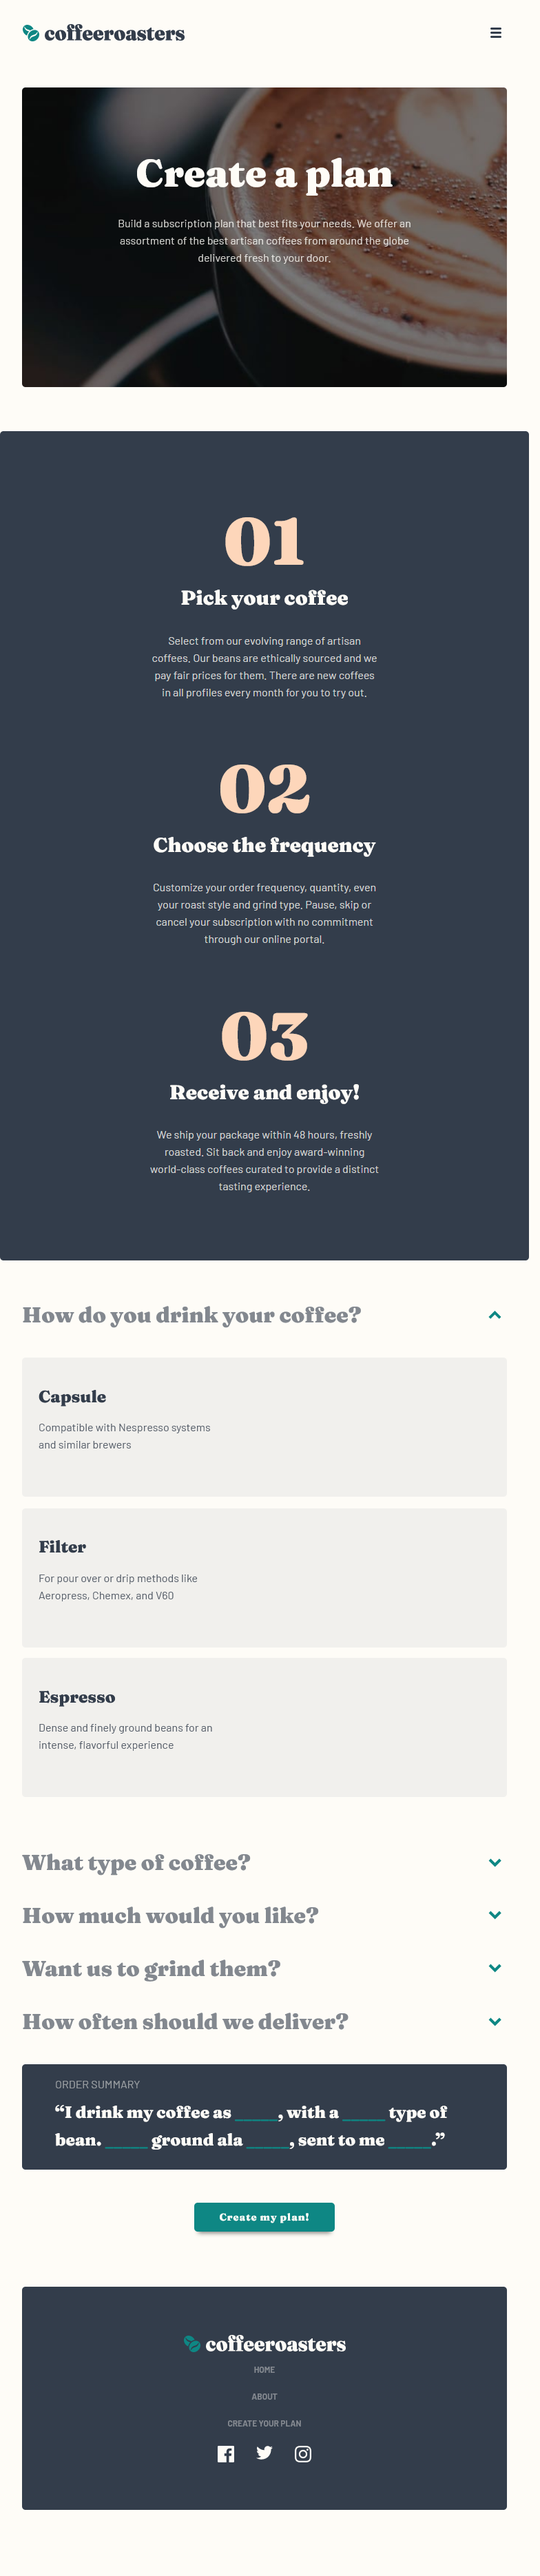 coffeeroasters
Create a plan
Build a subscription plan that best fits your needs. We offer an
assortment of the best artisan coffees from around the globe
delivered fresh to your door.
01
Pick your coffee
Select from our evolving range of artisan
coffees. Our beans are ethically sourced and we
pay fair prices for them. There are new coffees
in all profiles every month for you to try out.
02
Choose the frequency
Customize your order frequency, quantity, even
your roast style and grind type. Pause, skip or
cancel your subscription with no commitment
through our online portal.
03
Receive and enjoy!
We ship your package within 48 hours, freshly
roasted. Sit back and enjoy award-winning
world-class coffees curated to provide a distinct
tasting experience.
How do you drink your coffee?
Capsule
Compatible with Nespresso systems
and similar brewers
Filter
For pour over or drip methods like
Aeropress, Chemex, and V60
Espresso
Dense and finely ground beans for an
intense, flavorful experience
What type of coffee?
How much would you like?
Want us to grind them?
How often should we deliver?
ORDER SUMMARY
“I drink my coffee as _____, with a _____ type of
bean. _____ ground ala _____, sent to me _____.”
Create my plan!
coffeeroasters
HOME
ABOUT
CREATE YOUR PLAN